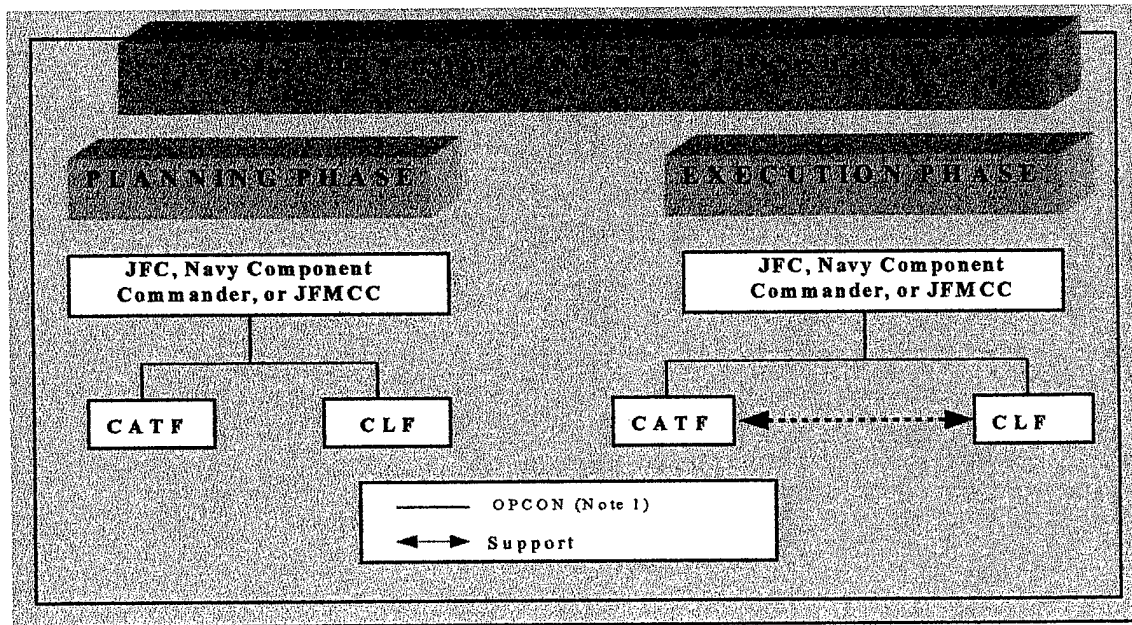 PLANNING PHASE
EXECUTION PHASE
JFC, Navy Component
Commander, or JFMCC
JFC, Navy Component
Commander, or JFMCC
CATF
CLF
CATF
CLF
OPCON (Note 1)
Support